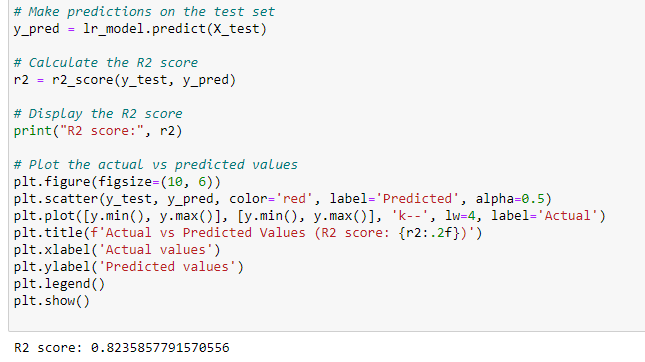 # Make predictions on the test set
y_pred = lr_model.predict(X_test)
# Calculate the R2 score
r2 = r2_score(y_test, y_pred)
# Display the R2 score
print("R2 score:", r2)
# Plot the actual vs predicted values
plt.figure(figsize=(10, 6))
plt.scatter(y_test, y_pred, color='red', label='Predicted', alpha=0.5)
plt.plot([y.min(), y.max()], [y.min(), y.max()], 'k--', lw=4, label='Actual')
plt.title(f'Actual vs Predicted Values (R2 score: {r2:.2f})')
plt.xlabel('Actual values')
plt.ylabel('Predicted values')
plt.legend()
plt.show()
R2 score: 0.8235857791570556